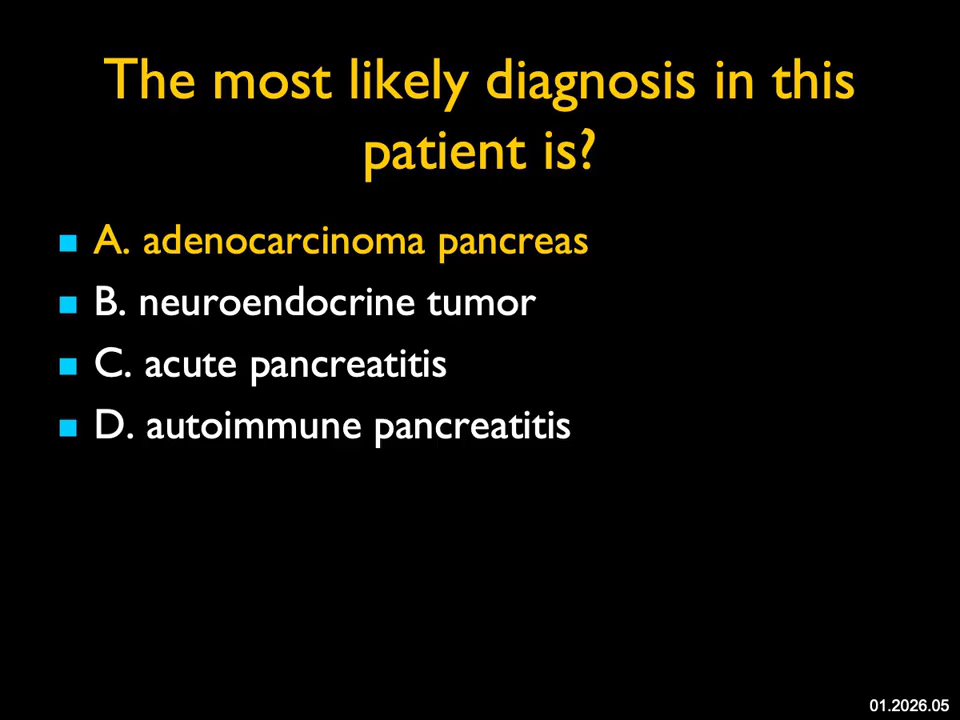 The most likely diagnosis in this
patient is?
A. adenocarcinoma pancreas
B. neuroendocrine tumor
C. acute pancreatitis
D. autoimmune pancreatitis
01.2026.05